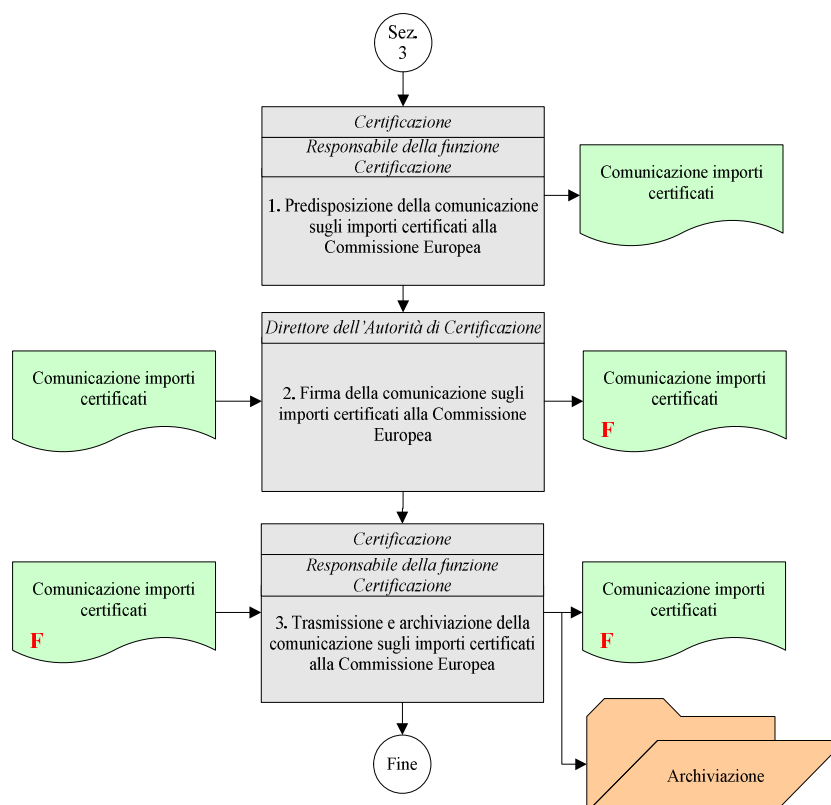 Sez.
3
Certificazione
Responsabile della funzione
Certificazione
1. Predisposizione della comunicazione
sugli importi certificati alla
Commissione Europea
Comunicazione importi
certificati
Direttore dell'Autorità di Certificazione
Comunicazione importi
certificati
2. Firma della comunicazione sugli
importi certificati alla Commissione
Europea
Comunicazione importi
certificati
F
Certificazione
Responsabile della funzione
Certificazione
Comunicazione importi
certificati
F
3. Trasmissione e archiviazione della
comunicazione sugli importi certificati
alla Commissione Europea
Comunicazione importi
certificati
F
Fine
Archiviazione